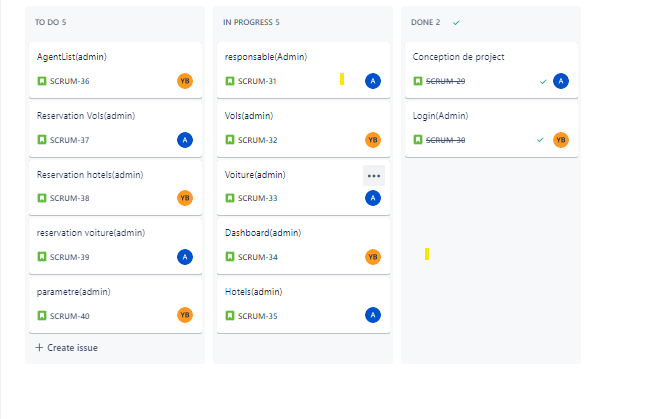 TO DO 5
AgentList(admin)
SCRUM-36
YB
Reservation Vols(admin)
SCRUM-37
A
Reservation hotels(admin)
SCRUM-38
YB
reservation voiture(admin)
SCRUM-39
A
parametre(admin)
SCRUM-40
YB
+ Create issue
IN PROGRESS 5
responsable(Admin)
SCRUM-31
A
Vols(admin)
SCRUM-32
YB
Voiture(admin)
SCRUM-33
A
Dashboard(admin)
SCRUM-34
YB
Hotels(admin)
SCRUM-35
A
DONE 2
Conception de project
SCRUM-29
A
Login(Admin)
SCRUM-30
YB